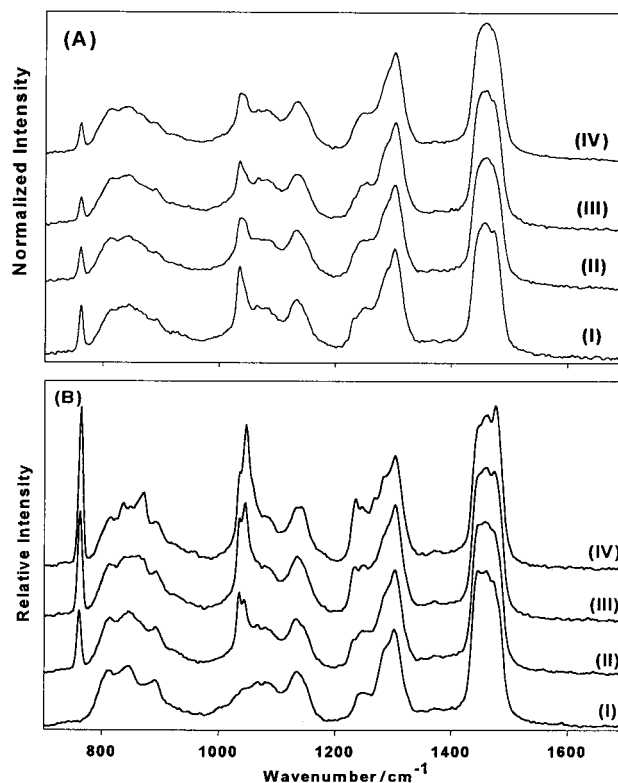 (A)
Normalized Intensity
(IV)
(III)
(II)
(I)
(B)
Relative Intensity
(IV)
(III)
(II)
(I)
800 1000 1200 1400 1600
Wavenumber/cm⁻¹